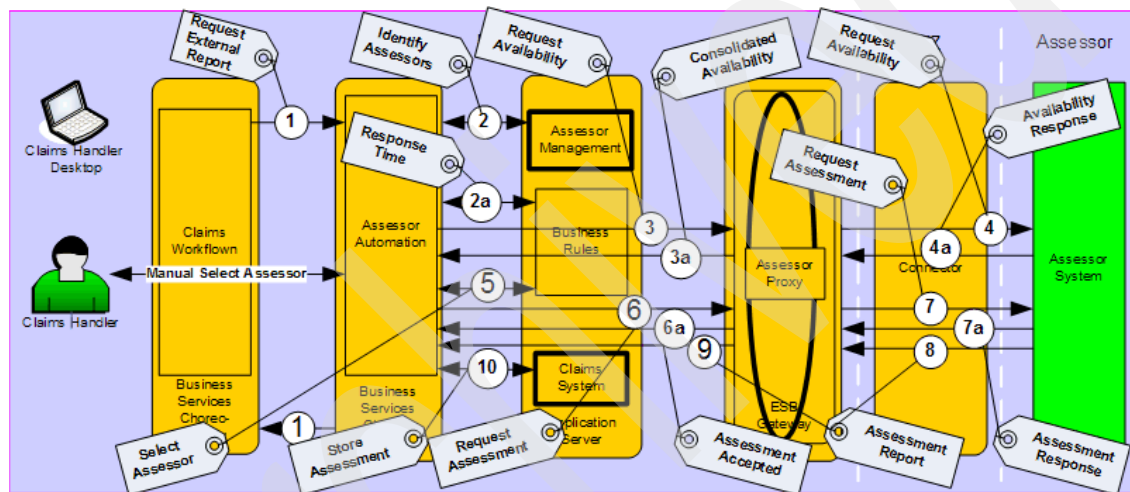 Request
External
Report
Identify
Assessors
Request
Availability
Consolidated
Availability
Request
Availability
Assessor
Claims Handler
Desktop
1
2
Assessor
Management
Response
Time
2a
Request
Assessment
Availability
Response
Claims
Workflown
Assessor
Automation
Business
Rules
3
3a
Assessor
Proxy
4
4a
Connector
Assessor
System
Manual Select Assessor
Claims Handler
5
6
6a
7
7a
8
9
10
Claims
System
Business
Services
Choreo-
Business
Services
ESB
Gateway
Server
1
Select
Assessor
Store
Assessment
Request
Assessment
Assessment
Accepted
Assessment
Report
Assessment
Response